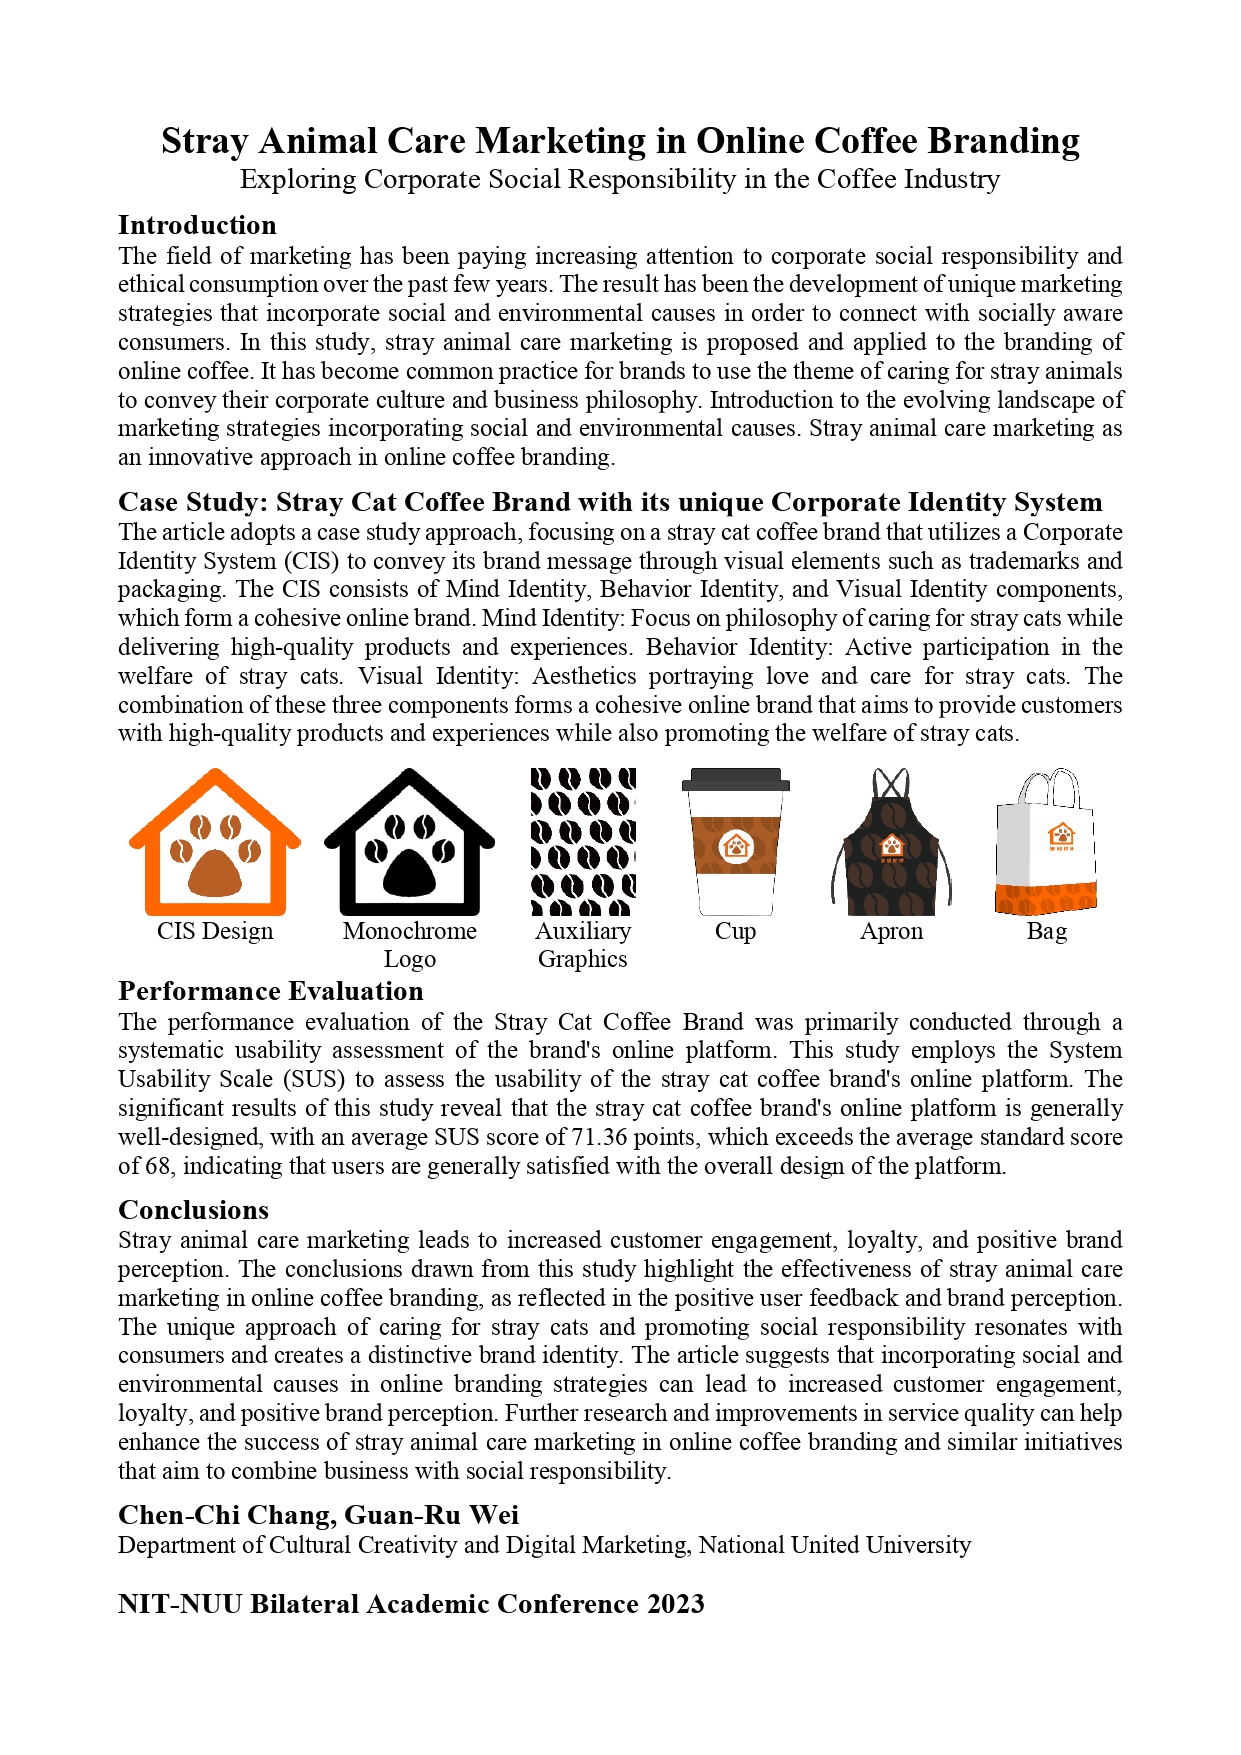 Stray Animal Care Marketing in Online Coffee Branding
Exploring Corporate Social Responsibility in the Coffee Industry
Introduction
The field of marketing has been paying increasing attention to corporate social responsibility and
ethical consumption over the past few years. The result has been the development of unique marketing
strategies that incorporate social and environmental causes in order to connect with socially aware
consumers. In this study, stray animal care marketing is proposed and applied to the branding of
online coffee. It has become common practice for brands to use the theme of caring for stray animals
to convey their corporate culture and business philosophy. Introduction to the evolving landscape of
marketing strategies incorporating social and environmental causes. Stray animal care marketing as
an innovative approach in online coffee branding.
Case Study: Stray Cat Coffee Brand with its unique Corporate Identity System
The article adopts a case study approach, focusing on a stray cat coffee brand that utilizes a Corporate
Identity System (CIS) to convey its brand message through visual elements such as trademarks and
packaging. The CIS consists of Mind Identity, Behavior Identity, and Visual Identity components,
which form a cohesive online brand. Mind Identity: Focus on philosophy of caring for stray cats while
delivering high-quality products and experiences. Behavior Identity: Active participation in the
welfare of stray cats. Visual Identity: Aesthetics portraying love and care for stray cats. The
combination of these three components forms a cohesive online brand that aims to provide customers
with high-quality products and experiences while also promoting the welfare of stray cats.
CIS Design
Monochrome
Logo
Auxiliary
Graphics
Cup
Apron
Bag
Performance Evaluation
The performance evaluation of the Stray Cat Coffee Brand was primarily conducted through a
systematic usability assessment of the brand's online platform. This study employs the System
Usability Scale (SUS) to assess the usability of the stray cat coffee brand's online platform. The
significant results of this study reveal that the stray cat coffee brand's online platform is generally
well-designed, with an average SUS score of 71.36 points, which exceeds the average standard score
of 68, indicating that users are generally satisfied with the overall design of the platform.
Conclusions
Stray animal care marketing leads to increased customer engagement, loyalty, and positive brand
perception. The conclusions drawn from this study highlight the effectiveness of stray animal care
marketing in online coffee branding, as reflected in the positive user feedback and brand perception.
The unique approach of caring for stray cats and promoting social responsibility resonates with
consumers and creates a distinctive brand identity. The article suggests that incorporating social and
environmental causes in online branding strategies can lead to increased customer engagement,
loyalty, and positive brand perception. Further research and improvements in service quality can help
enhance the success of stray animal care marketing in online coffee branding and similar initiatives
that aim to combine business with social responsibility.
Chen-Chi Chang, Guan-Ru Wei
Department of Cultural Creativity and Digital Marketing, National United University
NIT-NUU Bilateral Academic Conference 2023